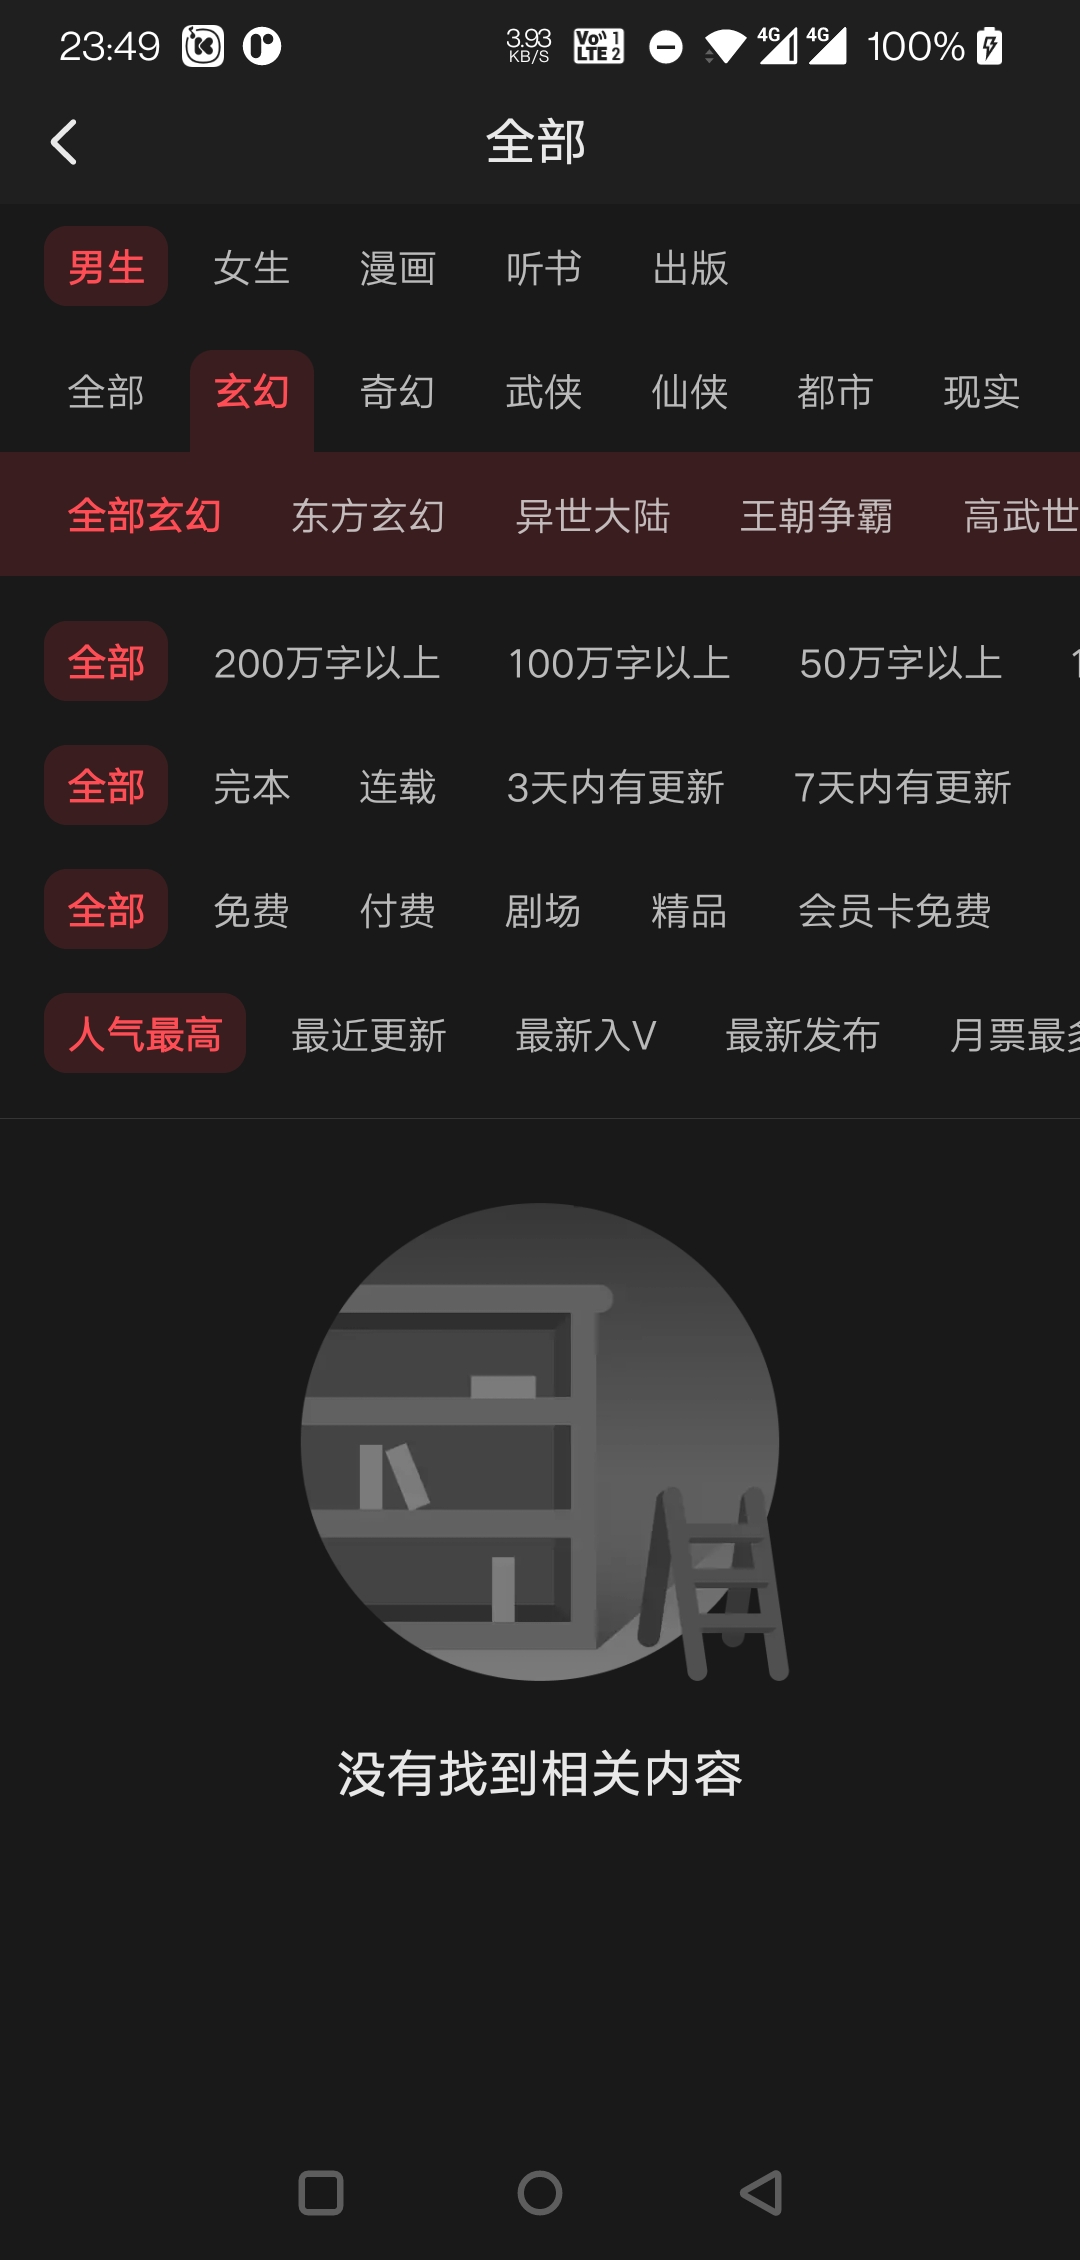 23:49 3.93 KB/S Vo)) 1 LTE 2 4G 4G 100%
全部
男生 女生 漫画 听书 出版
全部 玄幻 奇幻 武侠 仙侠 都市 现实
全部玄幻 东方玄幻 异世大陆 王朝争霸 高武世
全部 200万字以上 100万字以上 50万字以上 1
全部 完本 连载 3天内有更新 7天内有更新
全部 免费 付费 剧场 精品 会员卡免费
人气最高 最近更新 最新入V 最新发布 月票最多
没有找到相关内容